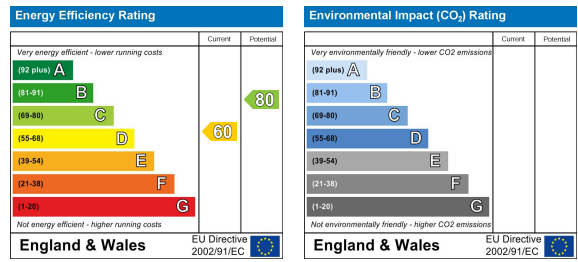 Energy Efficiency Rating
Current Potential
Very energy efficient - lower running costs
(92 plus) A
(81-91) B
(69-80) C
(55-68) D
(39-54) E
(21-38) F
(1-20) G
60
80
Not energy efficient - higher running costs
England & Wales
EU Directive
2002/91/EC
Environmental Impact (CO₂) Rating
Current Potential
Very environmentally friendly - lower CO2 emissions
(92 plus) A
(81-91) B
(69-80) C
(55-68) D
(39-54) E
(21-38) F
(1-20) G
Not environmentally friendly - higher CO2 emissions
England & Wales
EU Directive
2002/91/EC